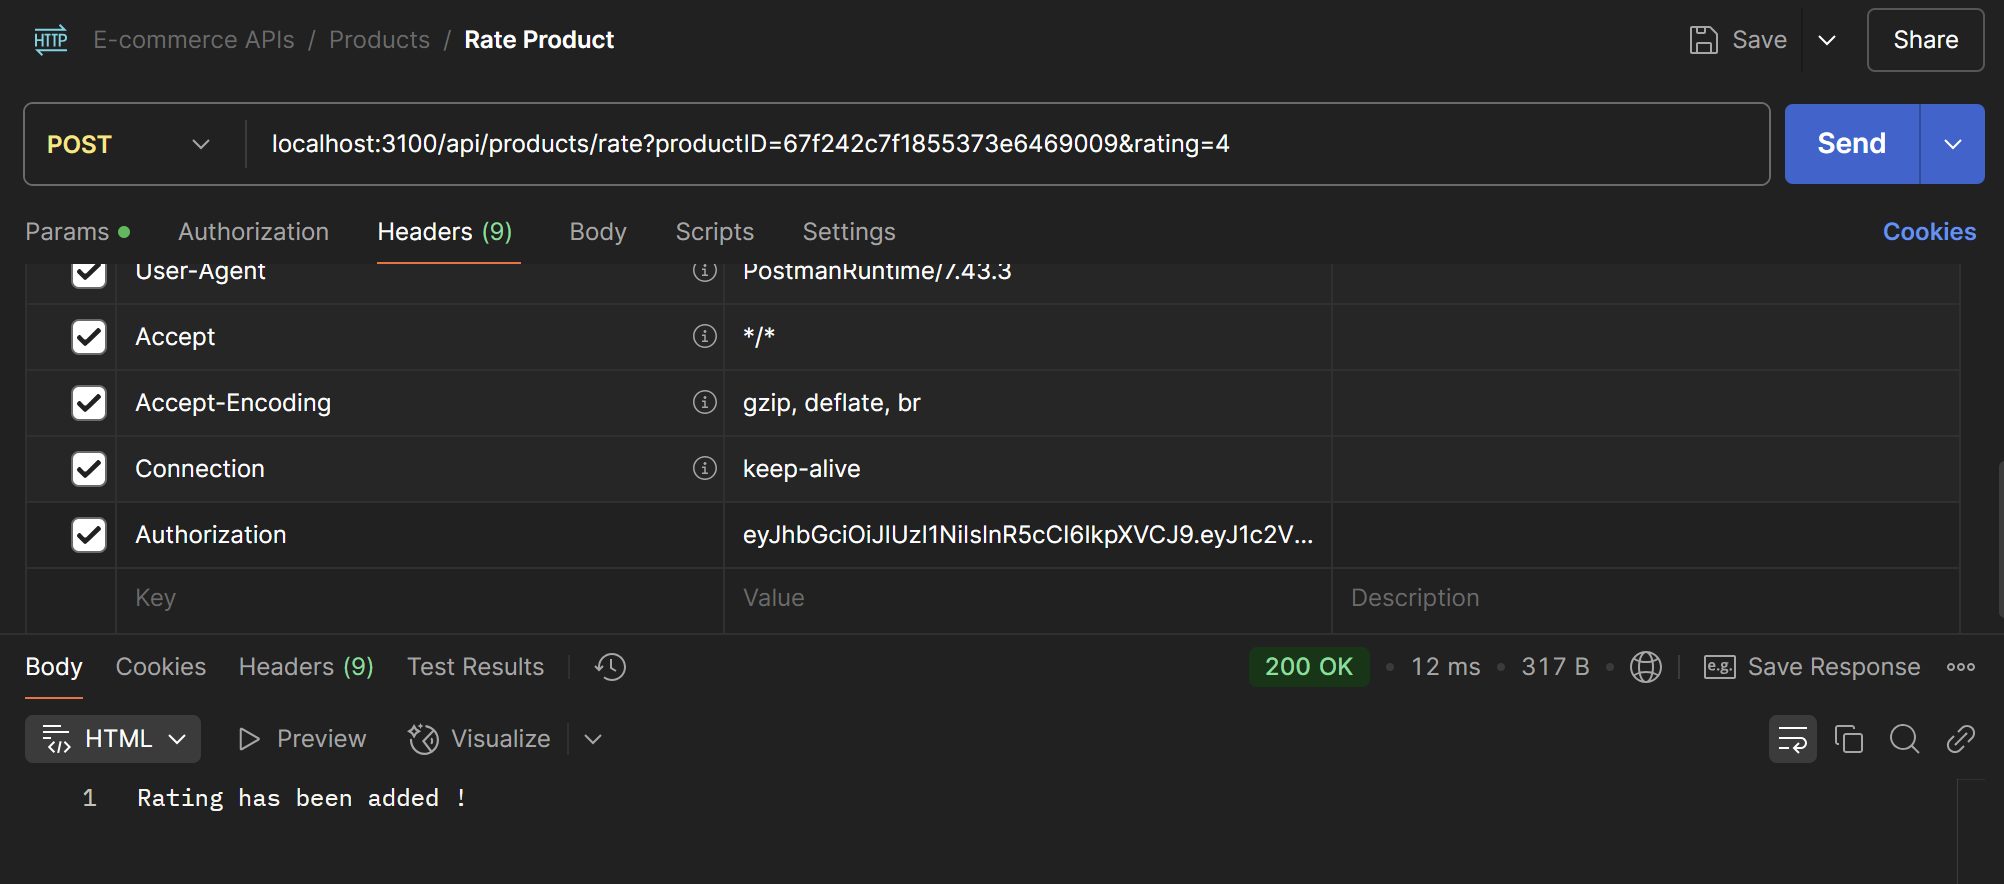 HTTP E-commerce APIs / Products / Rate Product Save Share
POST localhost:3100/api/products/rate?productID=67f242c7f1855373e6469009&rating=4 Send
Params Authorization Headers (9) Body Scripts Settings Cookies
User-Agent PostmanRuntime/7.43.3
Accept */*
Accept-Encoding gzip, deflate, br
Connection keep-alive
Authorization eyJhbGciOiJIUzI1NiIsInR5cCI6IkpXVCJ9.eyJ1c2V...
Key Value Description
Body Cookies Headers (9) Test Results 200 OK • 12 ms • 317 B • e.g. Save Response
HTML Preview Visualize
1 Rating has been added !